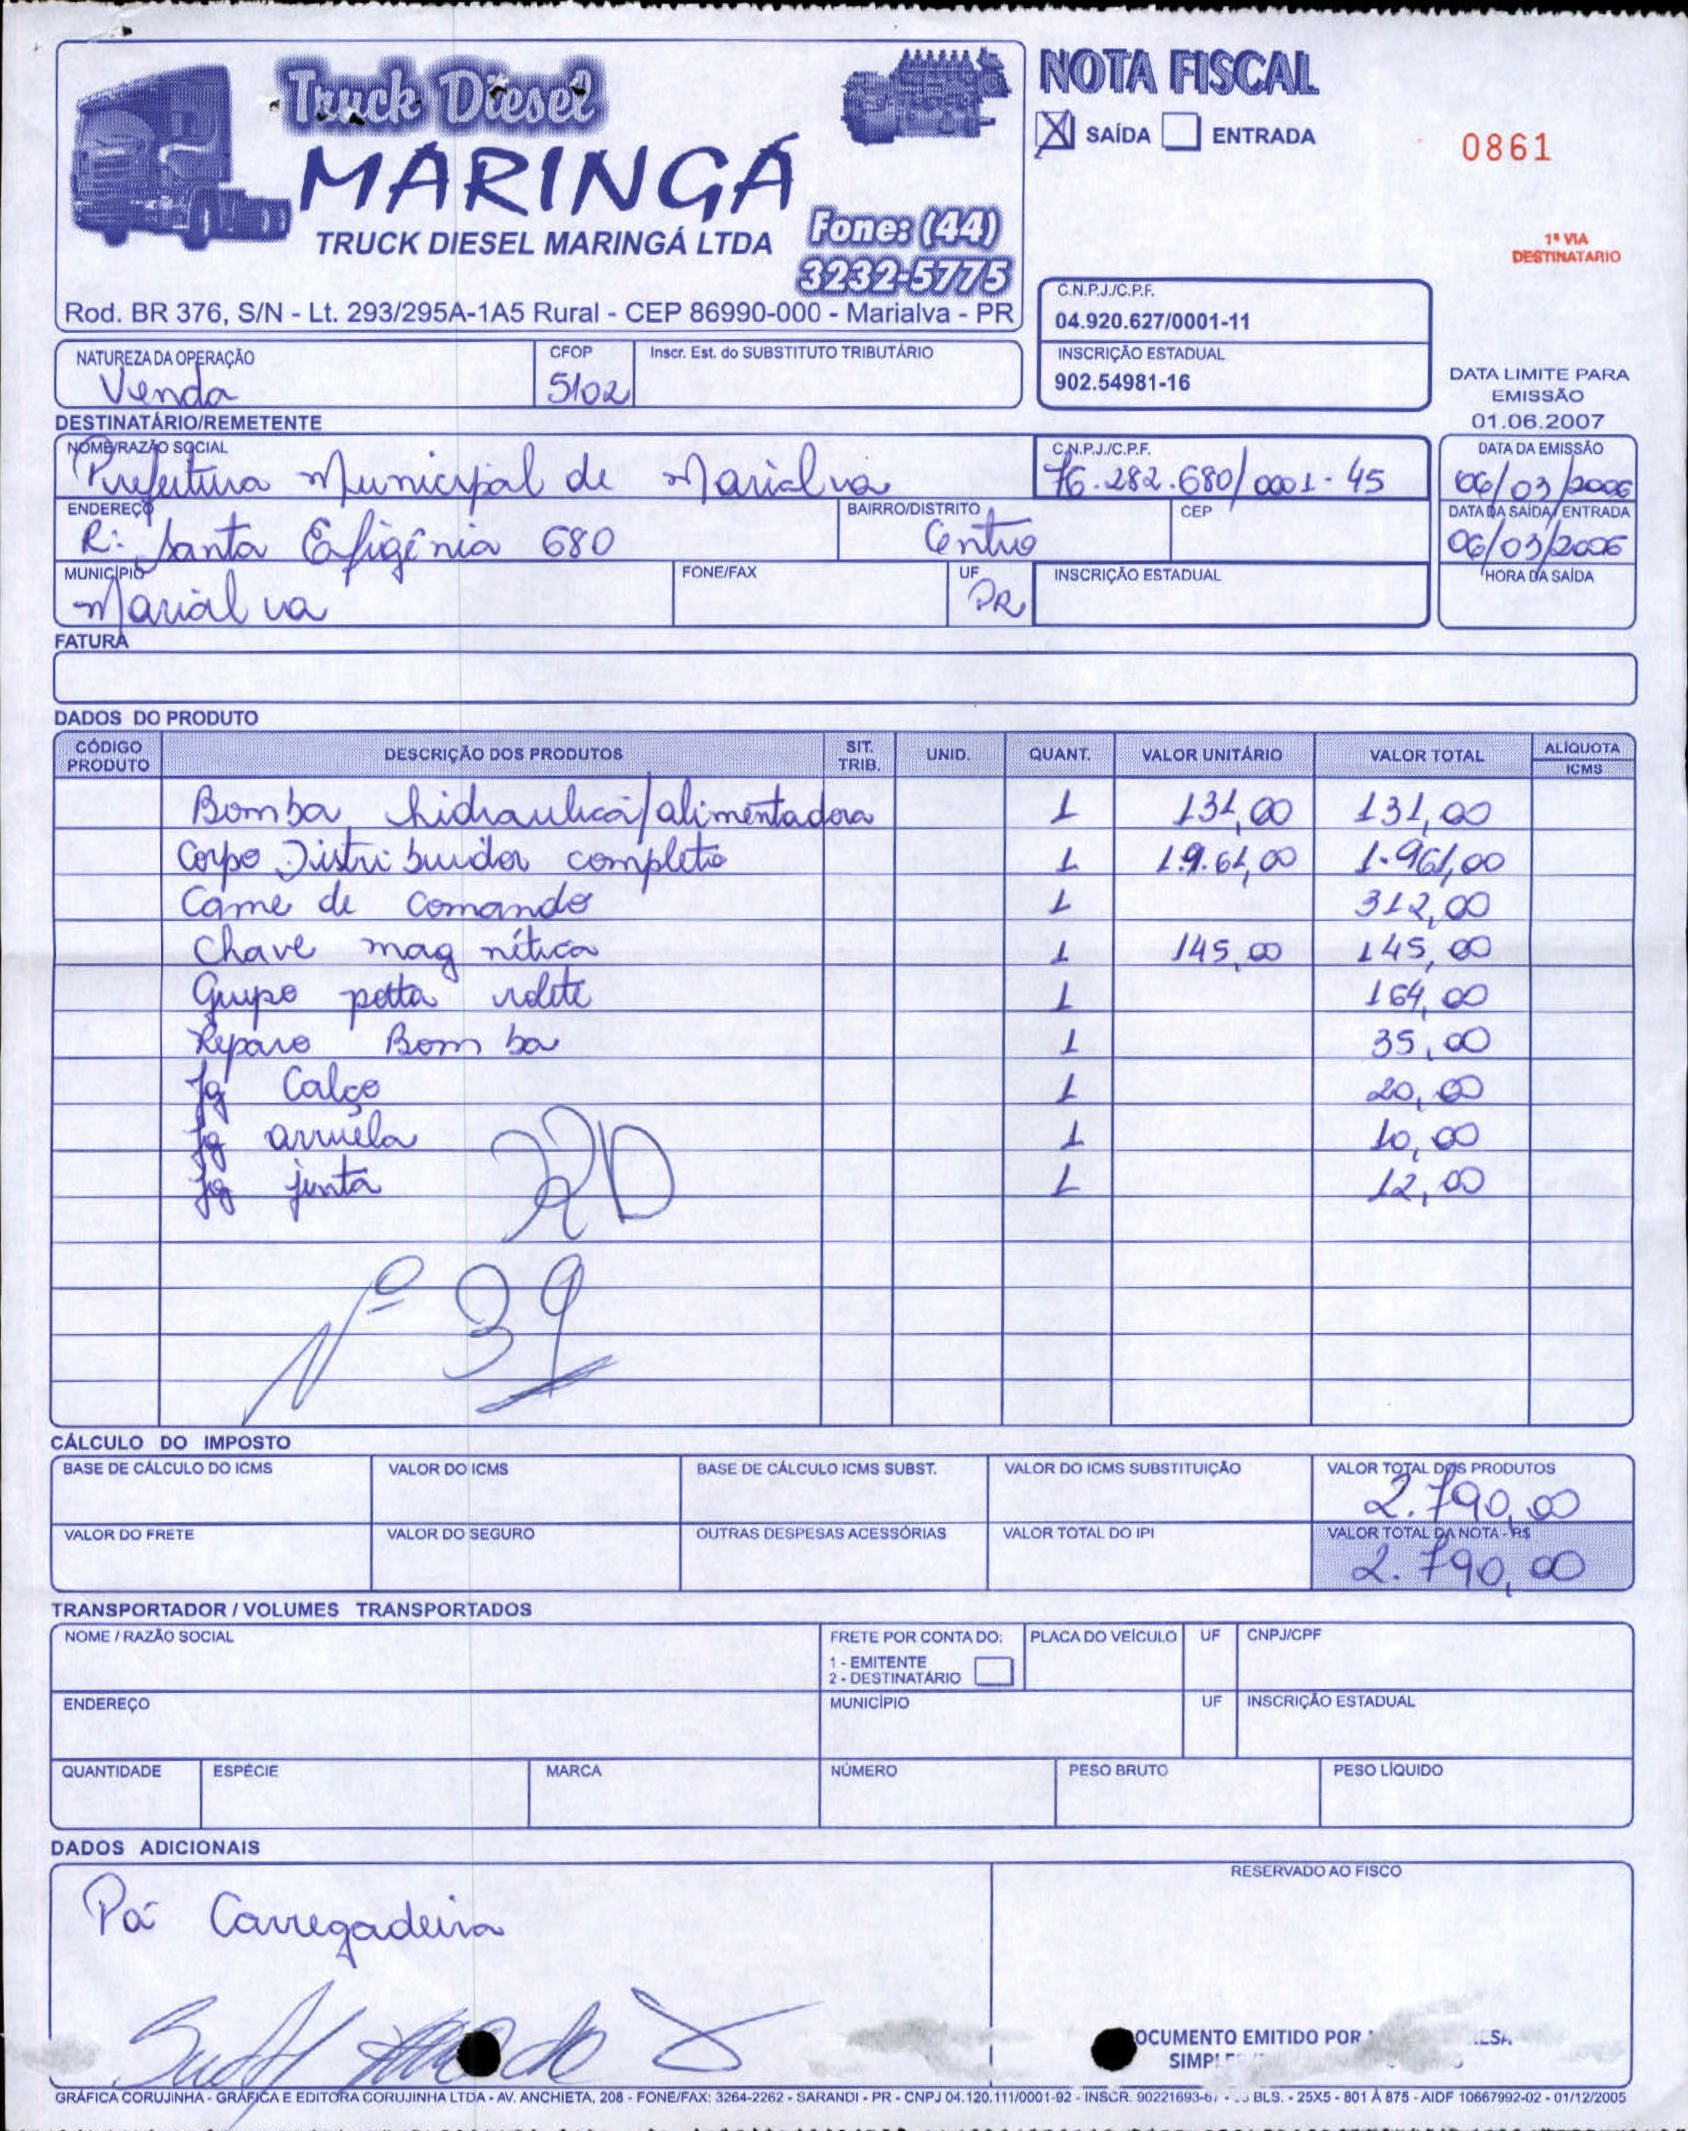 Truck Diesel
MARINGÁ
TRUCK DIESEL MARINGÁ LTDA
Fone: (44)
3232-5775
Rod. BR 376, S/N - Lt. 293/295A-1A5 Rural - CEP 86990-000 - Marialva - PR
NOTA FISCAL
X SAÍDA ENTRADA
0861
1ª VIA
DESTINATARIO
C.N.P.J./C.P.F.
04.920.627/0001-11
INSCRIÇÃO ESTADUAL
902.54981-16
DATA LIMITE PARA
EMISSÃO
01.06.2007
NATUREZA DA OPERAÇÃO CFOP Inscr. Est. do SUBSTITUTO TRIBUTÁRIO
Venda 5102
DESTINATÁRIO/REMETENTE
NOME/RAZÃO SOCIAL C.N.P.J./C.P.F. DATA DA EMISSÃO
Prefeitura Municipal de Marialva 76.282.680/0001-45 06/03/2006
ENDEREÇO BAIRRO/DISTRITO CEP DATA DA SAÍDA/ENTRADA
R: Santa Efigênia 680 Centro 06/03/2006
MUNICÍPIO FONE/FAX UF INSCRIÇÃO ESTADUAL HORA DA SAÍDA
Marialva PR
FATURA
DADOS DO PRODUTO
CÓDIGO PRODUTO DESCRIÇÃO DOS PRODUTOS SIT. TRIB. UNID. QUANT. VALOR UNITÁRIO VALOR TOTAL ALÍQUOTA ICMS
Bomba hidraulica/alimentadora 1 131,00 131,00
Corpo Distribuidor completo 1 1.961,00 1.961,00
Came de comando 1 312,00
Chave magnética 1 145,00 145,00
Grupo porta rolete 1 164,00
Reparo Bomba 1 35,00
Jg Calço 1 20,00
Jg arruela 1 10,00
Jg junta 1 12,00
Nº 39
CÁLCULO DO IMPOSTO
BASE DE CÁLCULO DO ICMS VALOR DO ICMS BASE DE CÁLCULO ICMS SUBST. VALOR DO ICMS SUBSTITUIÇÃO VALOR TOTAL DOS PRODUTOS
2.790,00
VALOR DO FRETE VALOR DO SEGURO OUTRAS DESPESAS ACESSÓRIAS VALOR TOTAL DO IPI VALOR TOTAL DA NOTA - R$
2.790,00
TRANSPORTADOR / VOLUMES TRANSPORTADOS
NOME / RAZÃO SOCIAL FRETE POR CONTA DO: PLACA DO VEÍCULO UF CNPJ/CPF
1 - EMITENTE
2 - DESTINATÁRIO
ENDEREÇO MUNICÍPIO UF INSCRIÇÃO ESTADUAL
QUANTIDADE ESPÉCIE MARCA NÚMERO PESO BRUTO PESO LÍQUIDO
DADOS ADICIONAIS
RESERVADO AO FISCO
Pá Carregadeira
OCUMENTO EMITIDO POR
GRÁFICA CORUJINHA - GRÁFICA E EDITORA CORUJINHA LTDA - AV. ANCHIETA, 208 - FONE/FAX: 3264-2262 - SARANDI - PR - CNPJ 04.120.111/0001-92 - INSCR. BLS. - 25X5 - 801 À 875 - AIDF 10667992-02 - 01/12/2005